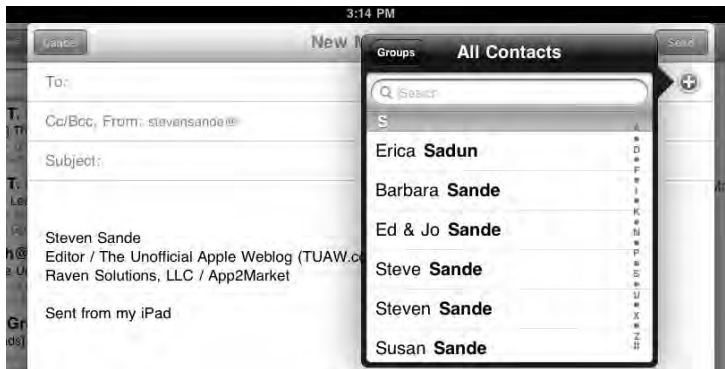 3:14 PM
Cancel
New M
Send
Groups
All Contacts
To:
Search
Cc/Bcc, From: stevensande@
S
Erica Sadun
Subject:
Barbara Sande
Ed & Jo Sande
Steven Sande
Editor / The Unofficial Apple Weblog (TUAW.co
Steve Sande
Raven Solutions, LLC / App2Market
Steven Sande
Sent from my iPad
Susan Sande
A
D
F
I
K
N
P
S
U
X
Z
#